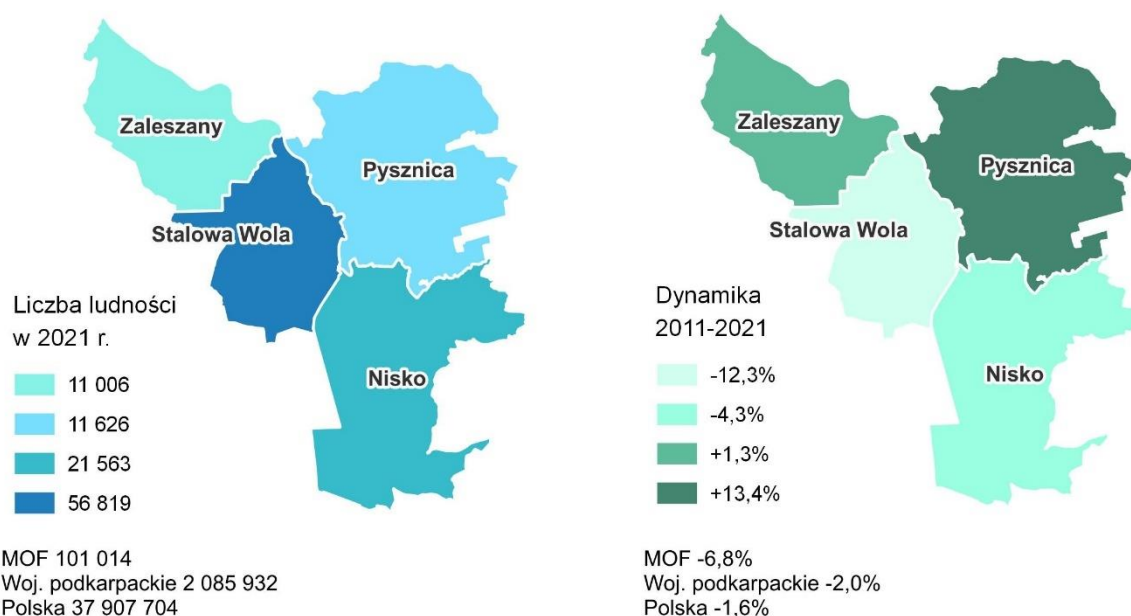 Zaleszany
Pysznica
Stalowa Wola
Nisko
Liczba ludności
w 2021 r.
11 006
11 626
21 563
56 819
MOF 101 014
Woj. podkarpackie 2 085 932
Polska 37 907 704
Zaleszany
Pysznica
Stalowa Wola
Nisko
Dynamika
2011-2021
-12,3%
-4,3%
+1,3%
+13,4%
MOF -6,8%
Woj. podkarpackie -2,0%
Polska -1,6%